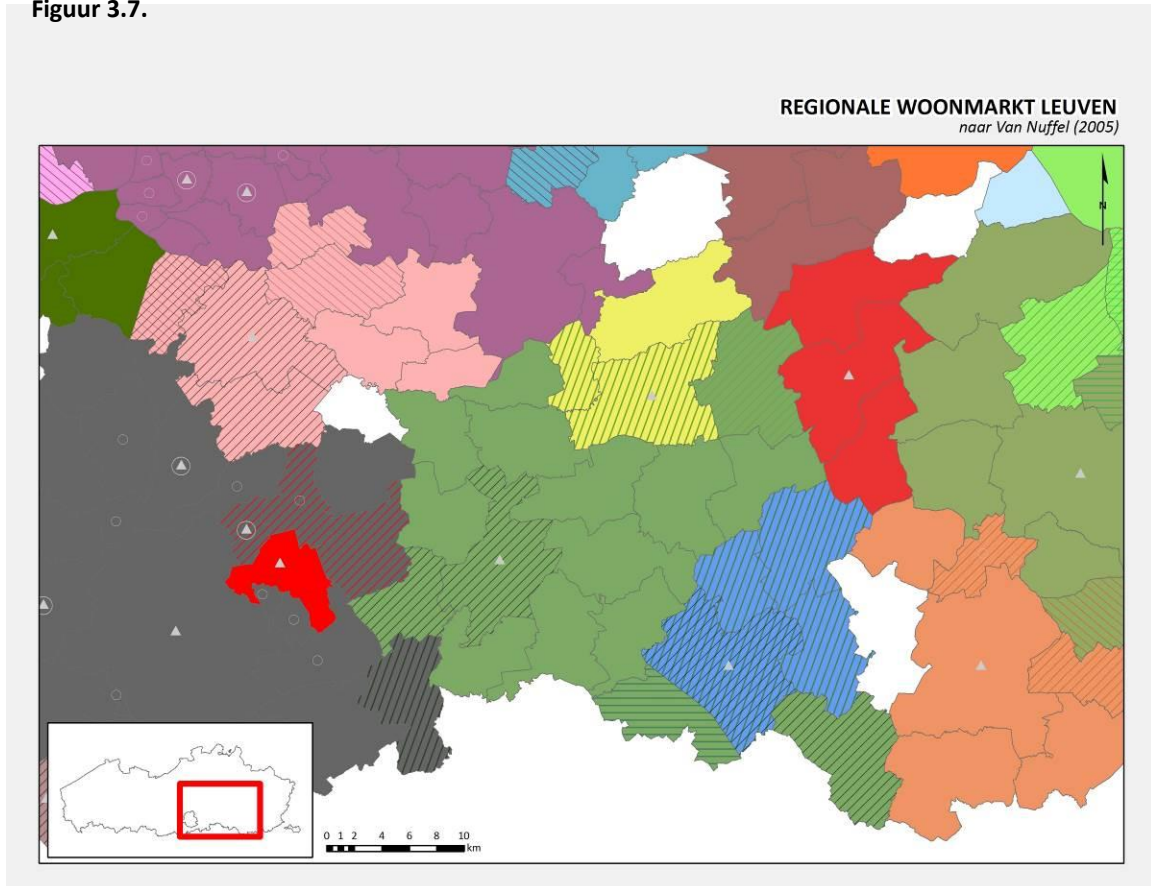 Figuur 3.7.
REGIONALE WOONMARKT LEUVEN
naar Van Nuffel (2005)
N
0 1 2 4 6 8 10
km